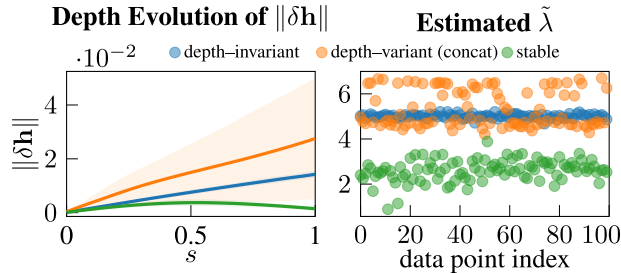 Depth Evolution of ‖δh‖
Estimated λ̃
depth–invariant depth–variant (concat) stable
·10⁻²
4
2
0
‖δh‖
0 0.5 1
s
6
4
2
0 20 40 60 80 100
data point index